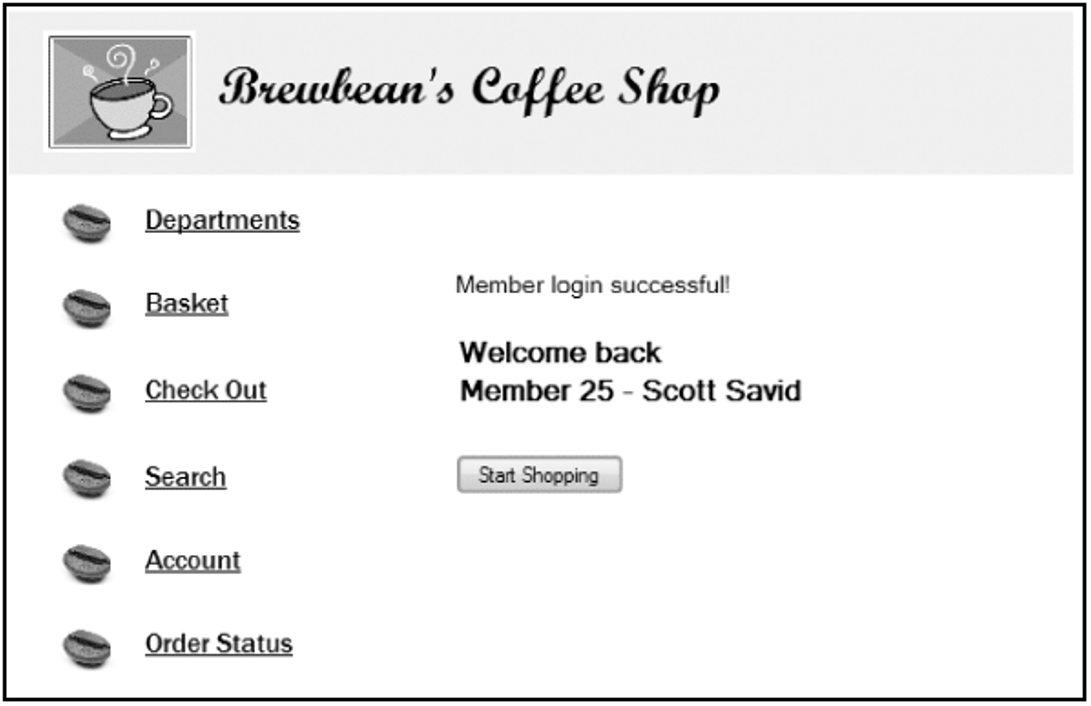 Brewbean's Coffee Shop
Departments
Basket
Check Out
Search
Account
Order Status
Member login successful!
Welcome back
Member 25 - Scott Savid
Start Shopping